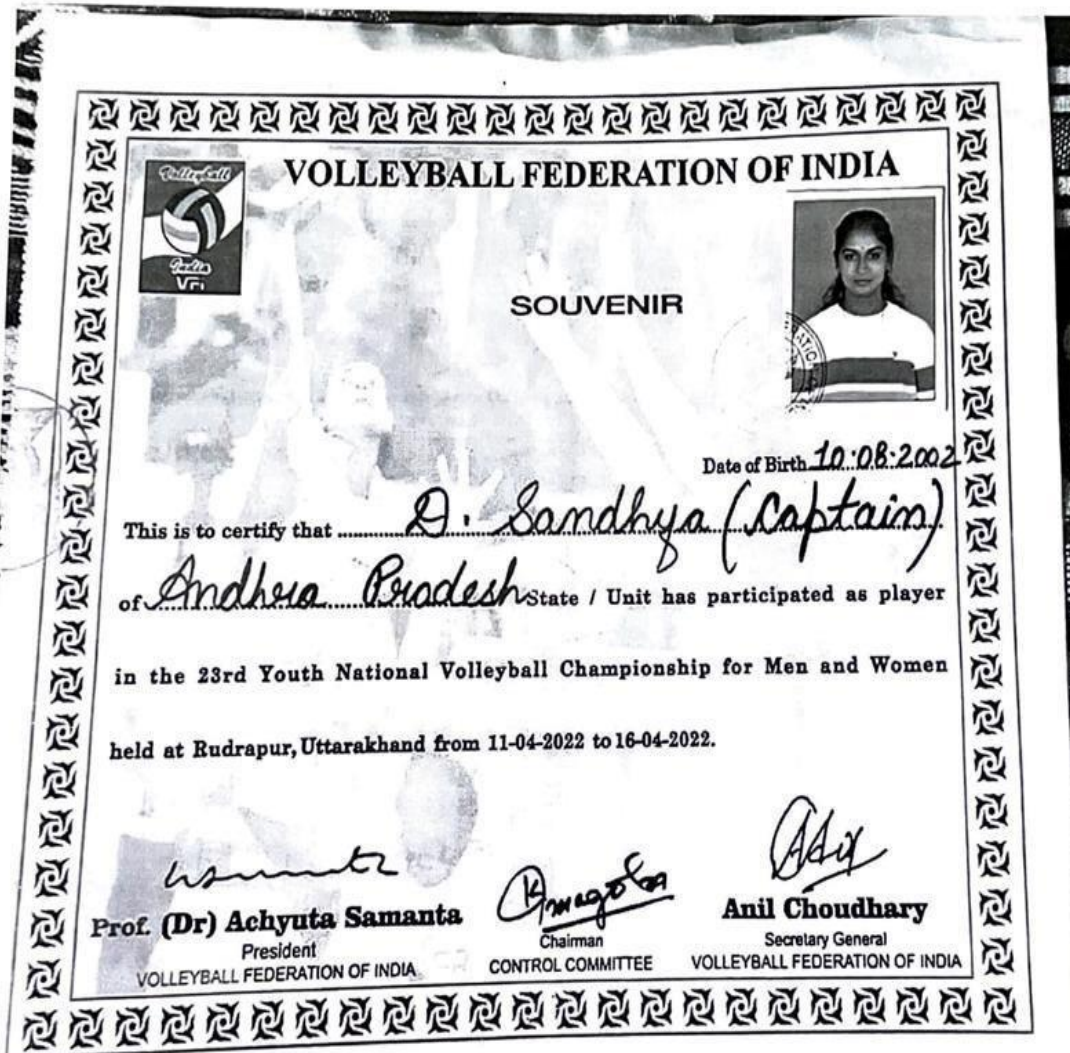 VOLLEYBALL FEDERATION OF INDIA
Volleyball
India
VFI
SOUVENIR
Date of Birth 10.08.2002
This is to certify that D. Sandhya (Captain)
of Andhra Pradesh State / Unit has participated as player
in the 23rd Youth National Volleyball Championship for Men and Women
held at Rudrapur, Uttarakhand from 11-04-2022 to 16-04-2022.
Prof. (Dr) Achyuta Samanta
President
VOLLEYBALL FEDERATION OF INDIA
Chairman
CONTROL COMMITTEE
Anil Choudhary
Secretary General
VOLLEYBALL FEDERATION OF INDIA